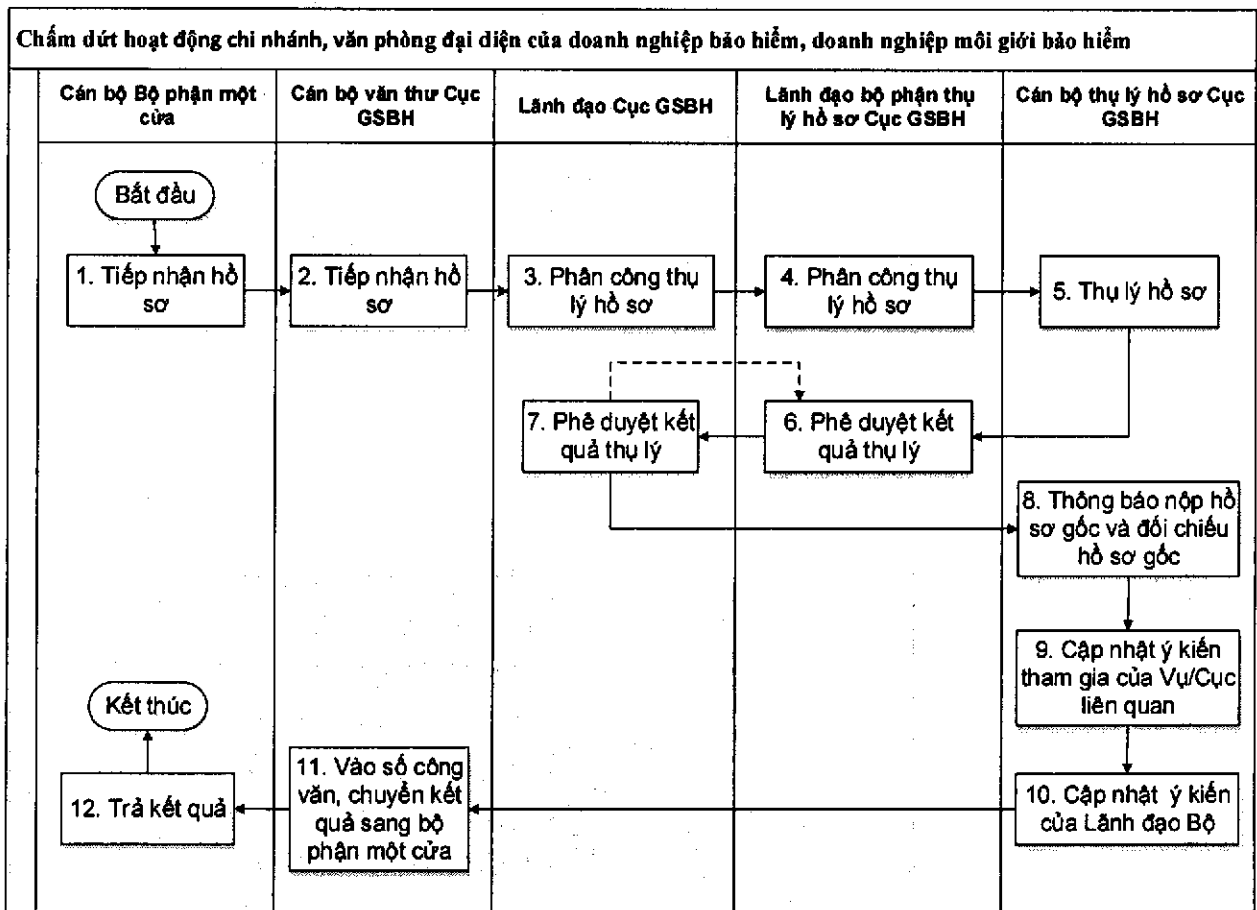 Chấm dứt hoạt động chi nhánh, văn phòng đại diện của doanh nghiệp bảo hiểm, doanh nghiệp môi giới bảo hiểm
Cán bộ Bộ phận một
cửa
Cán bộ văn thư Cục
GSBH
Lãnh đạo Cục GSBH
Lãnh đạo bộ phận thụ
lý hồ sơ Cục GSBH
Cán bộ thụ lý hồ sơ Cục
GSBH
Bắt đầu
1. Tiếp nhận hồ
sơ
2. Tiếp nhận hồ
sơ
3. Phân công thụ
lý hồ sơ
4. Phân công thụ
lý hồ sơ
5. Thụ lý hồ sơ
7. Phê duyệt kết
quả thụ lý
6. Phê duyệt kết
quả thụ lý
8. Thông báo nộp hồ
sơ gốc và đối chiếu
hồ sơ gốc
9. Cập nhật ý kiến
tham gia của Vụ/Cục
liên quan
Kết thúc
12. Trả kết quả
11. Vào số công
văn, chuyển kết
quả sang bộ
phận một cửa
10. Cập nhật ý kiến
của Lãnh đạo Bộ